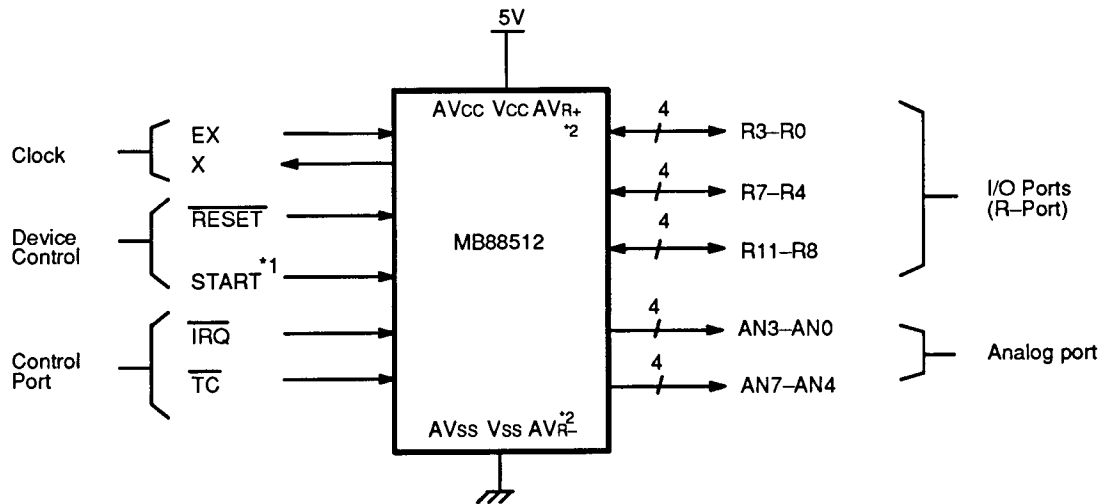 5V
AVCC VCC AVR+
*2
Clock
EX
X
Device
Control
RESET
START*1
Control
Port
IRQ
TC
MB88512
AVSS VSS AVR–*2
4
R3–R0
4
R7–R4
4
R11–R8
I/O Ports
(R–Port)
4
AN3–AN0
4
AN7–AN4
Analog port